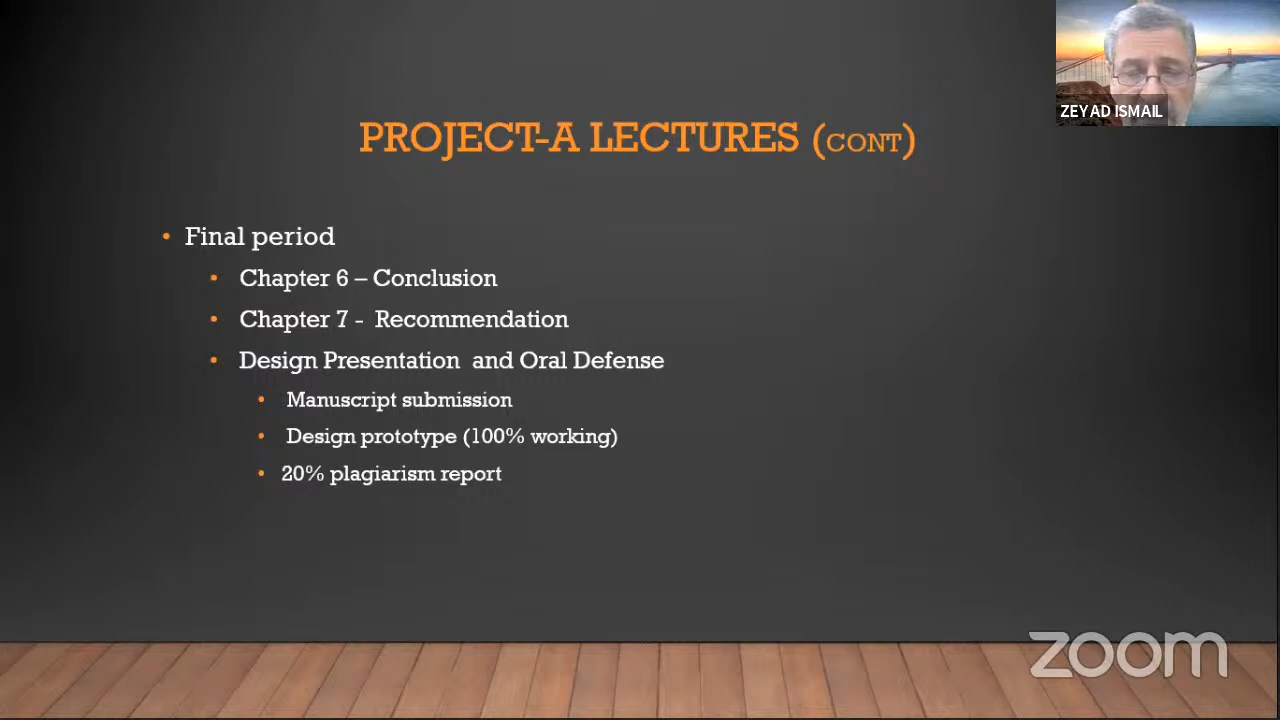 ZEYAD ISMAIL
PROJECT-A LECTURES (CONT)
• Final period
• Chapter 6 – Conclusion
• Chapter 7 - Recommendation
• Design Presentation and Oral Defense
• Manuscript submission
• Design prototype (100% working)
• 20% plagiarism report
zoom